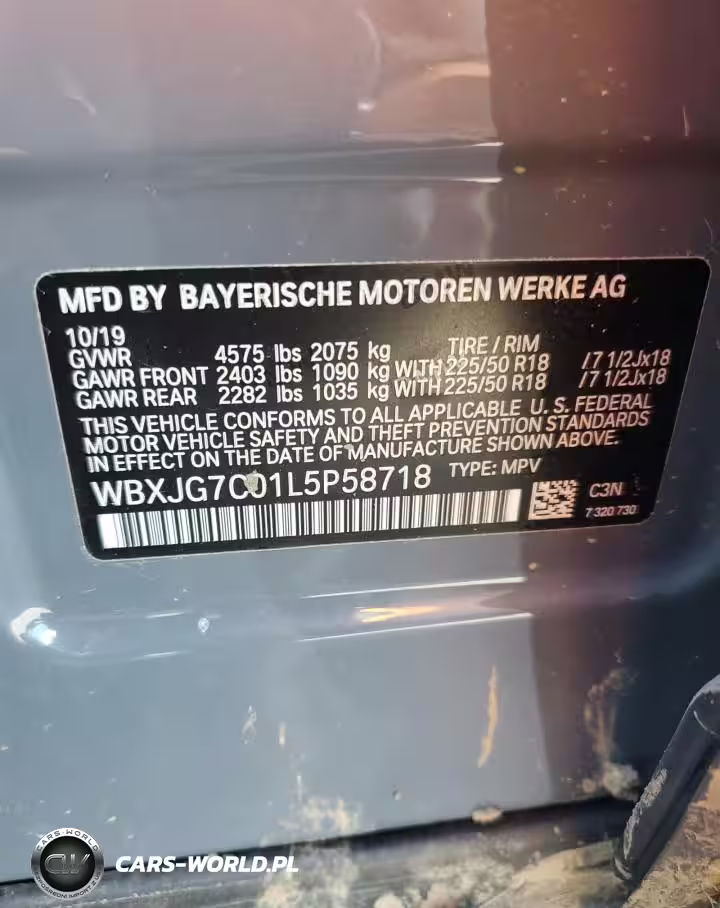 MFD BY BAYERISCHE MOTOREN WERKE AG
10/19
GVWR 4575 lbs 2075 kg TIRE / RIM
GAWR FRONT 2403 lbs 1090 kg WITH 225/50 R18 /7 1/2Jx18
GAWR REAR 2282 lbs 1035 kg WITH 225/50 R18 /7 1/2Jx18
THIS VEHICLE CONFORMS TO ALL APPLICABLE U. S. FEDERAL
MOTOR VEHICLE SAFETY AND THEFT PREVENTION STANDARDS
IN EFFECT ON THE DATE OF MANUFACTURE SHOWN ABOVE.
WBXJG7C01L5P58718 TYPE: MPV
C3N
7 320 730
CARS-WORLD
CARS-WORLD.PL